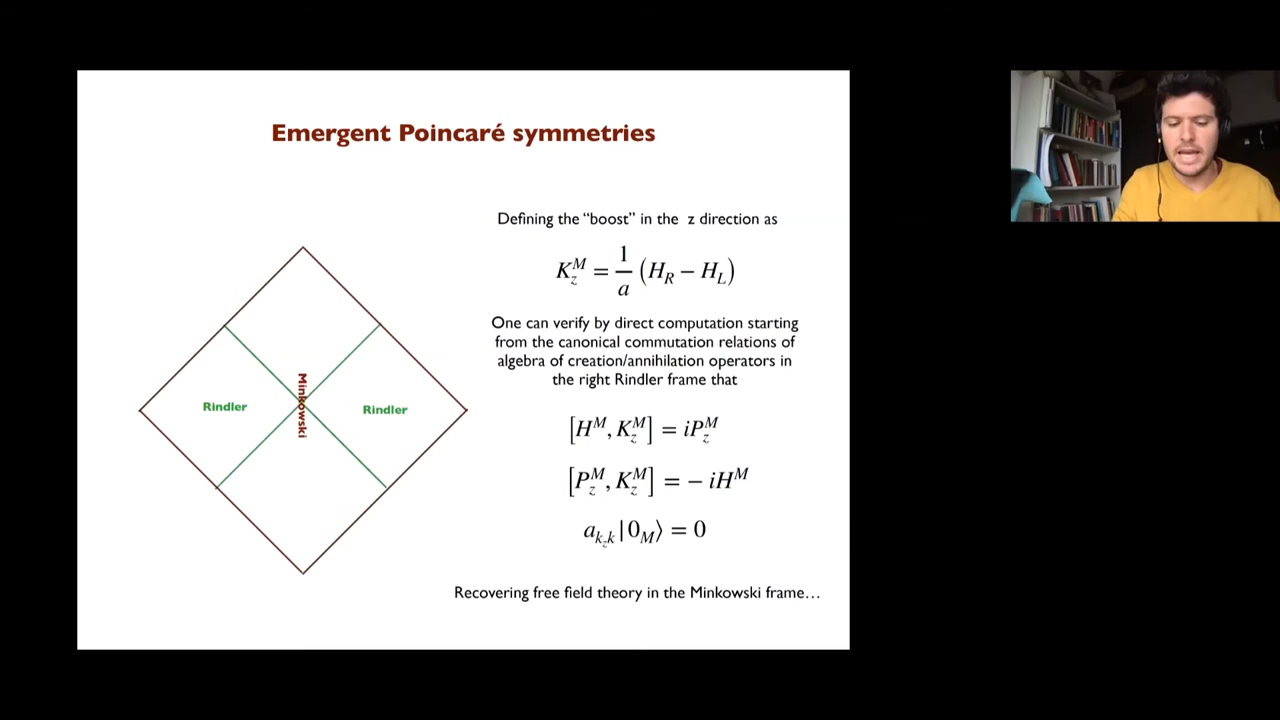 Emergent Poincaré symmetries
Defining the “boost” in the z direction as
K_z^M = \frac{1}{a} (H_R − H_L)
One can verify by direct computation starting
from the canonical commutation relations of
algebra of creation/annihilation operators in
the right Rindler frame that
[H^M, K_z^M] = iP_z^M
[P_z^M, K_z^M] = − iH^M
a_{k_z k}|0_M⟩ = 0
Recovering free field theory in the Minkowski frame…
Rindler
Minkowski
Rindler